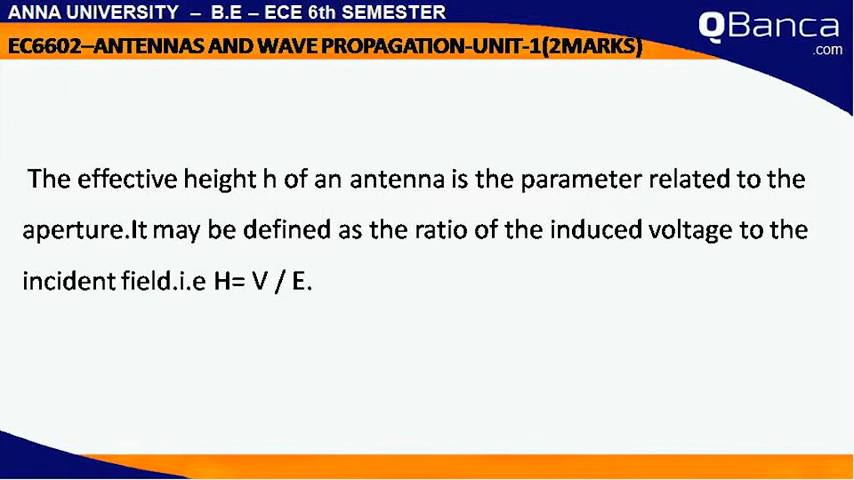 ANNA UNIVERSITY – B.E – ECE 6th SEMESTER
EC6602–ANTENNAS AND WAVE PROPAGATION-UNIT-1(2MARKS)
QBanca
.com
The effective height h of an antenna is the parameter related to the
aperture.It may be defined as the ratio of the induced voltage to the
incident field.i.e H= V / E.